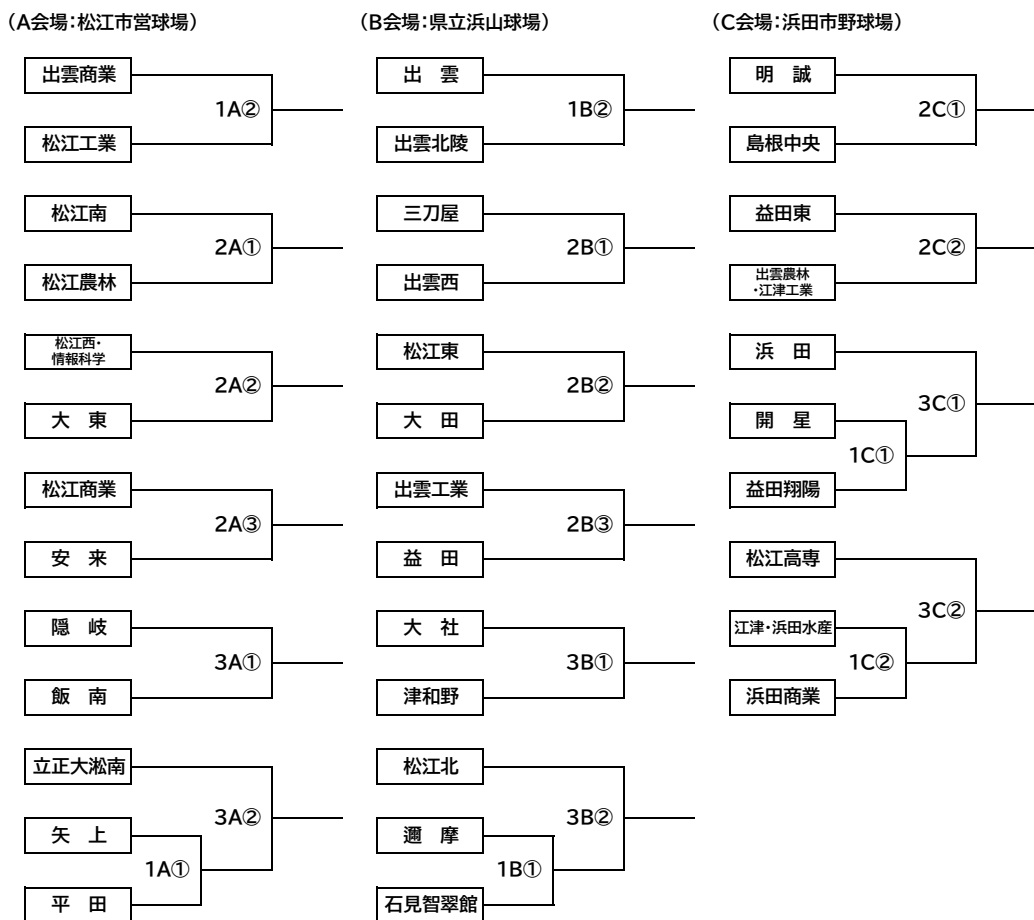 (A会場:松江市営球場)
出雲商業
1A②
松江工業
松江南
2A①
松江農林
松江西・
情報科学
2A②
大　東
松江商業
2A③
安　来
隠　岐
3A①
飯　南
立正大淞南
3A②
矢　上
1A①
平　田
(B会場:県立浜山球場)
出　雲
1B②
出雲北陵
三刀屋
2B①
出雲西
松江東
2B②
大　田
出雲工業
2B③
益　田
大　社
3B①
津和野
松江北
3B②
邇　摩
1B①
石見智翠館
(C会場:浜田市野球場)
明　誠
2C①
島根中央
益田東
2C②
出雲農林
・江津工業
浜　田
3C①
開　星
1C①
益田翔陽
松江高専
3C②
江津・浜田水産
1C②
浜田商業